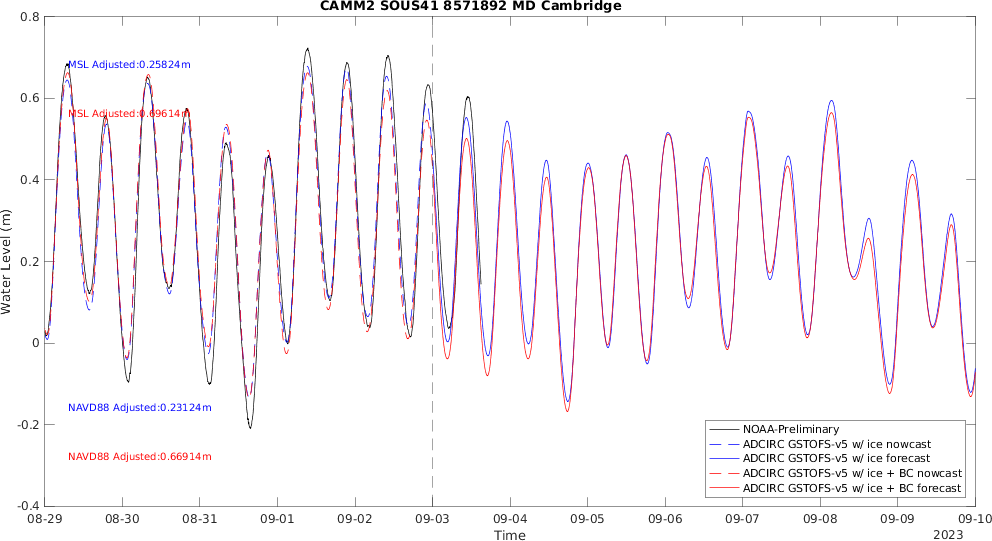 CAMM2 SOUS41 8571892 MD Cambridge
0.8
0.6
0.4
0.2
0
-0.2
-0.4
Water Level (m)
MSL Adjusted:0.25824m
MSL Adjusted:0.69614m
NAVD88 Adjusted:0.23124m
NAVD88 Adjusted:0.66914m
NOAA-Preliminary
ADCIRC GSTOFS-v5 w/ ice nowcast
ADCIRC GSTOFS-v5 w/ ice forecast
ADCIRC GSTOFS-v5 w/ ice + BC nowcast
ADCIRC GSTOFS-v5 w/ ice + BC forecast
08-29 08-30 08-31 09-01 09-02 09-03 09-04 09-05 09-06 09-07 09-08 09-09 09-10
Time
2023